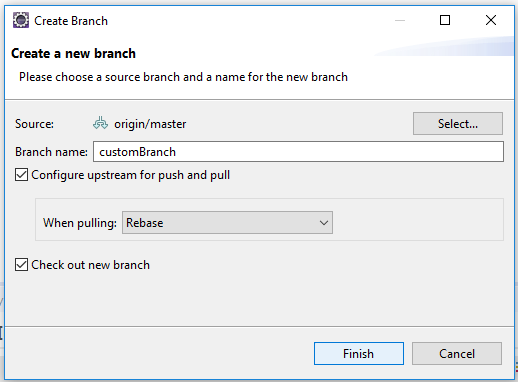 Create Branch
Create a new branch
Please choose a source branch and a name for the new branch
Source: origin/master Select...
Branch name: customBranch
Configure upstream for push and pull
When pulling: Rebase
Check out new branch
Finish Cancel